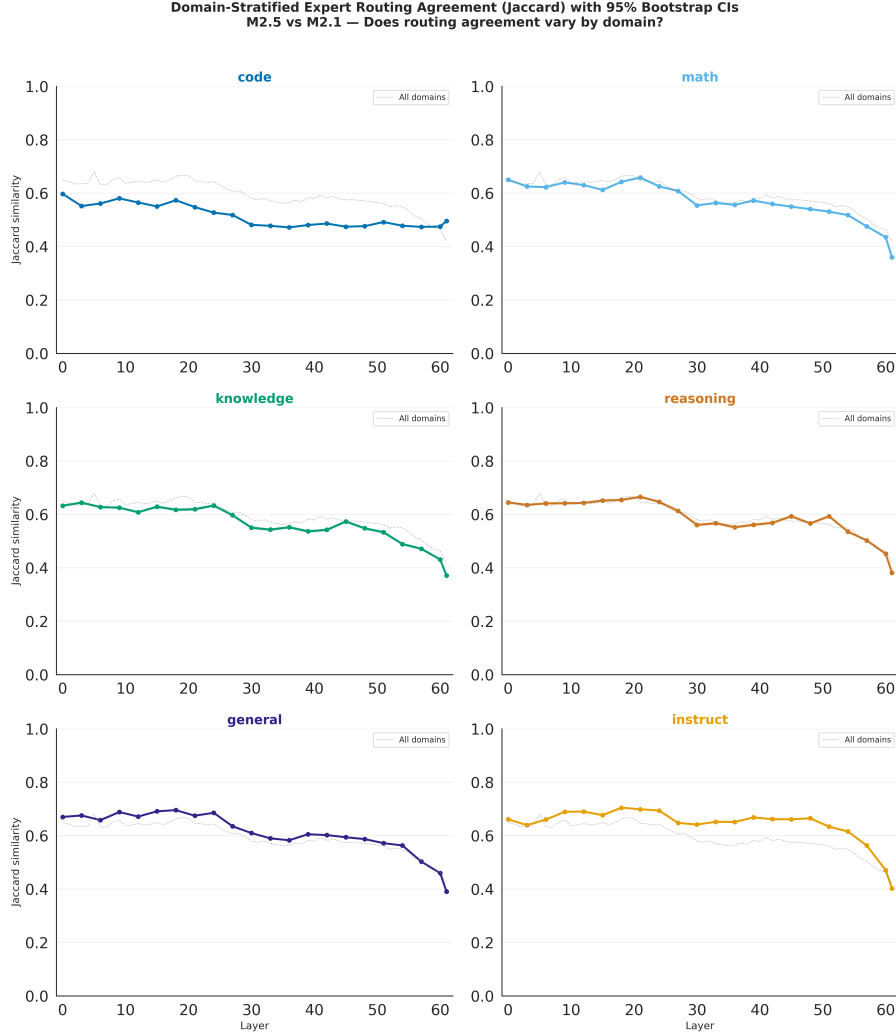 Domain-Stratified Expert Routing Agreement (Jaccard) with 95% Bootstrap CIs
M2.5 vs M2.1 — Does routing agreement vary by domain?
code
1.0
0.8
0.6
0.4
0.2
0.0
Jaccard similarity
All domains
0 10 20 30 40 50 60
math
1.0
0.8
0.6
0.4
0.2
0.0
All domains
0 10 20 30 40 50 60
knowledge
1.0
0.8
0.6
0.4
0.2
0.0
Jaccard similarity
All domains
0 10 20 30 40 50 60
reasoning
1.0
0.8
0.6
0.4
0.2
0.0
All domains
0 10 20 30 40 50 60
general
1.0
0.8
0.6
0.4
0.2
0.0
Jaccard similarity
All domains
0 10 20 30 40 50 60
Layer
instruct
1.0
0.8
0.6
0.4
0.2
0.0
All domains
0 10 20 30 40 50 60
Layer